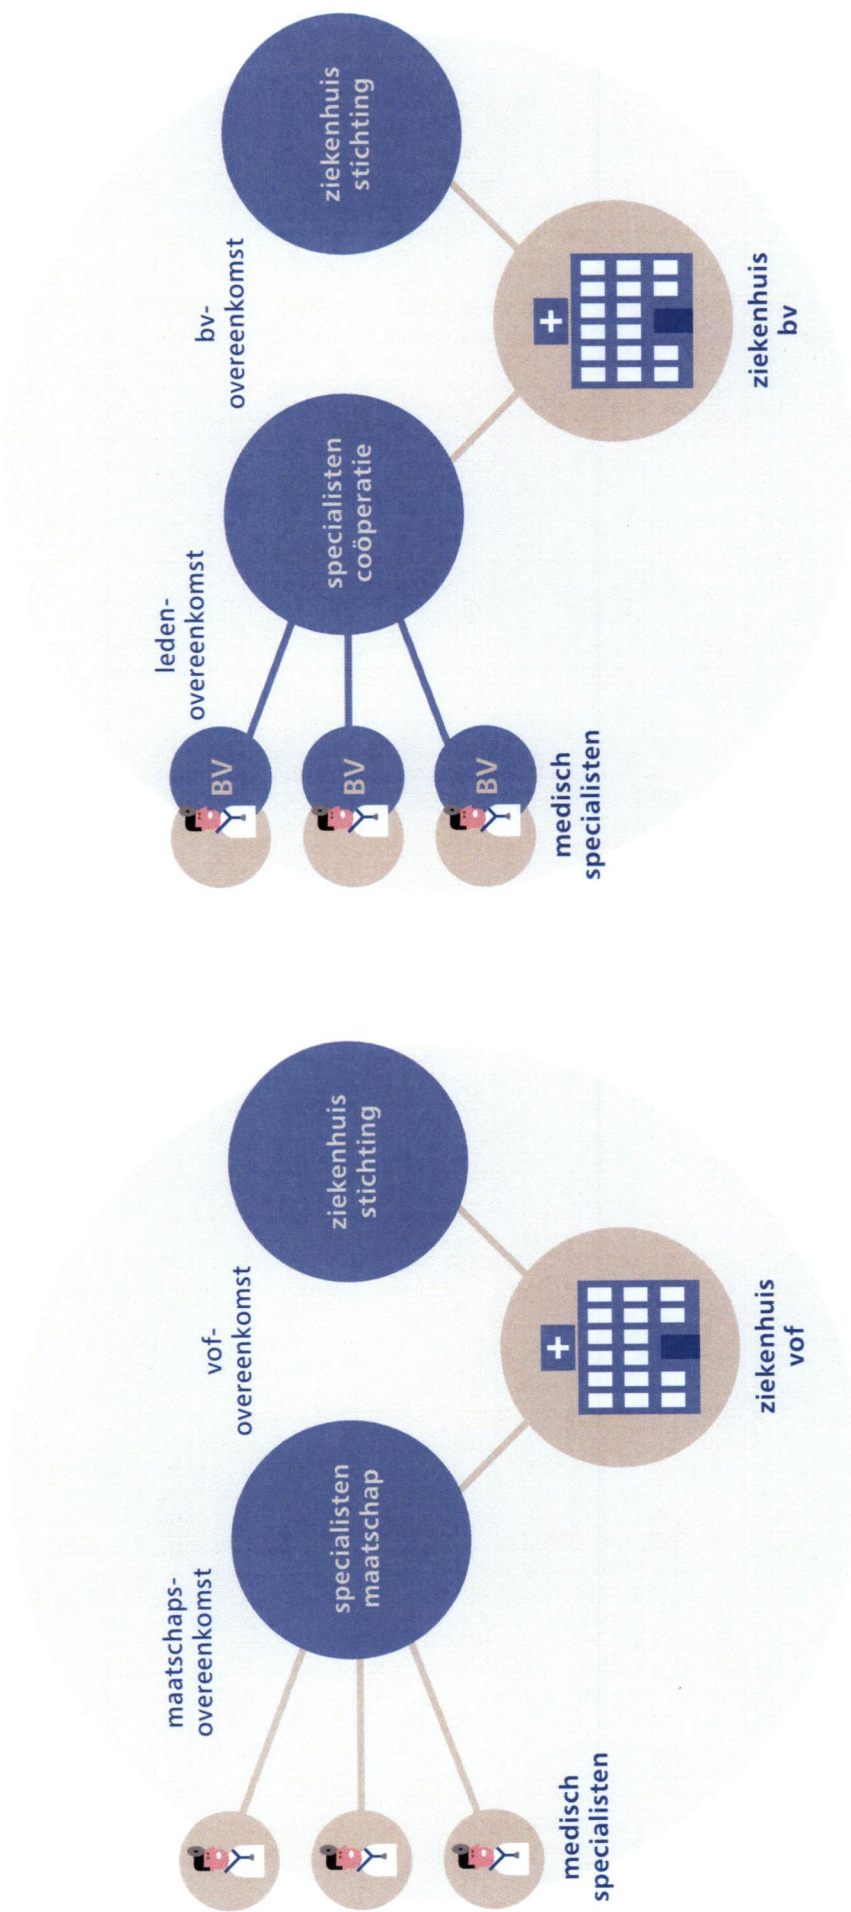 maatschaps-
overeenkomst
vof-
overeenkomst
specialisten
maatschap
ziekenhuis
stichting
medisch
specialisten
ziekenhuis
vof
leden-
overeenkomst
bv-
overeenkomst
BV
BV
BV
specialisten
coöperatie
ziekenhuis
stichting
medisch
specialisten
ziekenhuis
bv